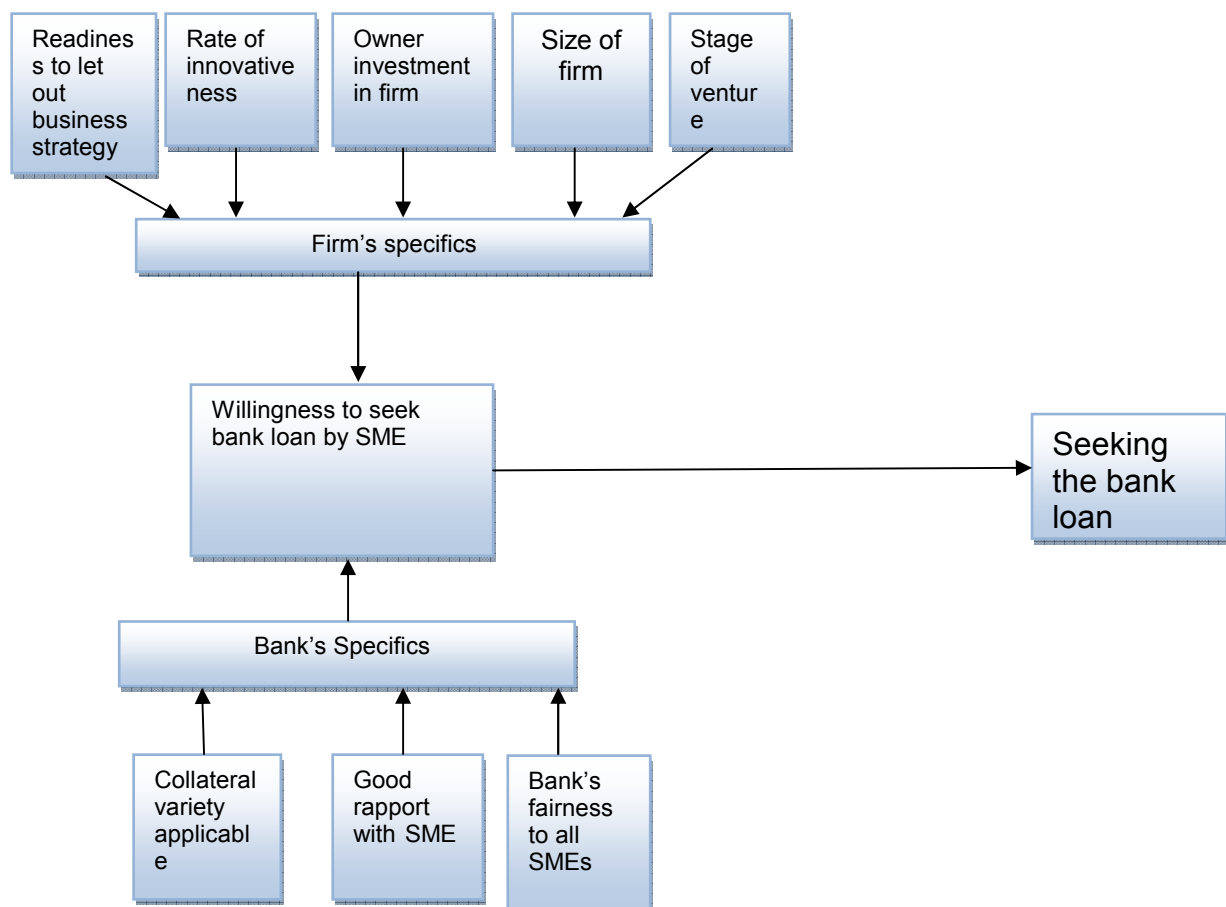 Readines
s to let
out
business
strategy
Rate of
innovative
ness
Owner
investment
in firm
Size of
firm
Stage
of
ventur
e
Firm’s specifics
Willingness to seek
bank loan by SME
Seeking
the bank
loan
Bank’s Specifics
Collateral
variety
applicabl
e
Good
rapport
with SME
Bank’s
fairness
to all
SMEs